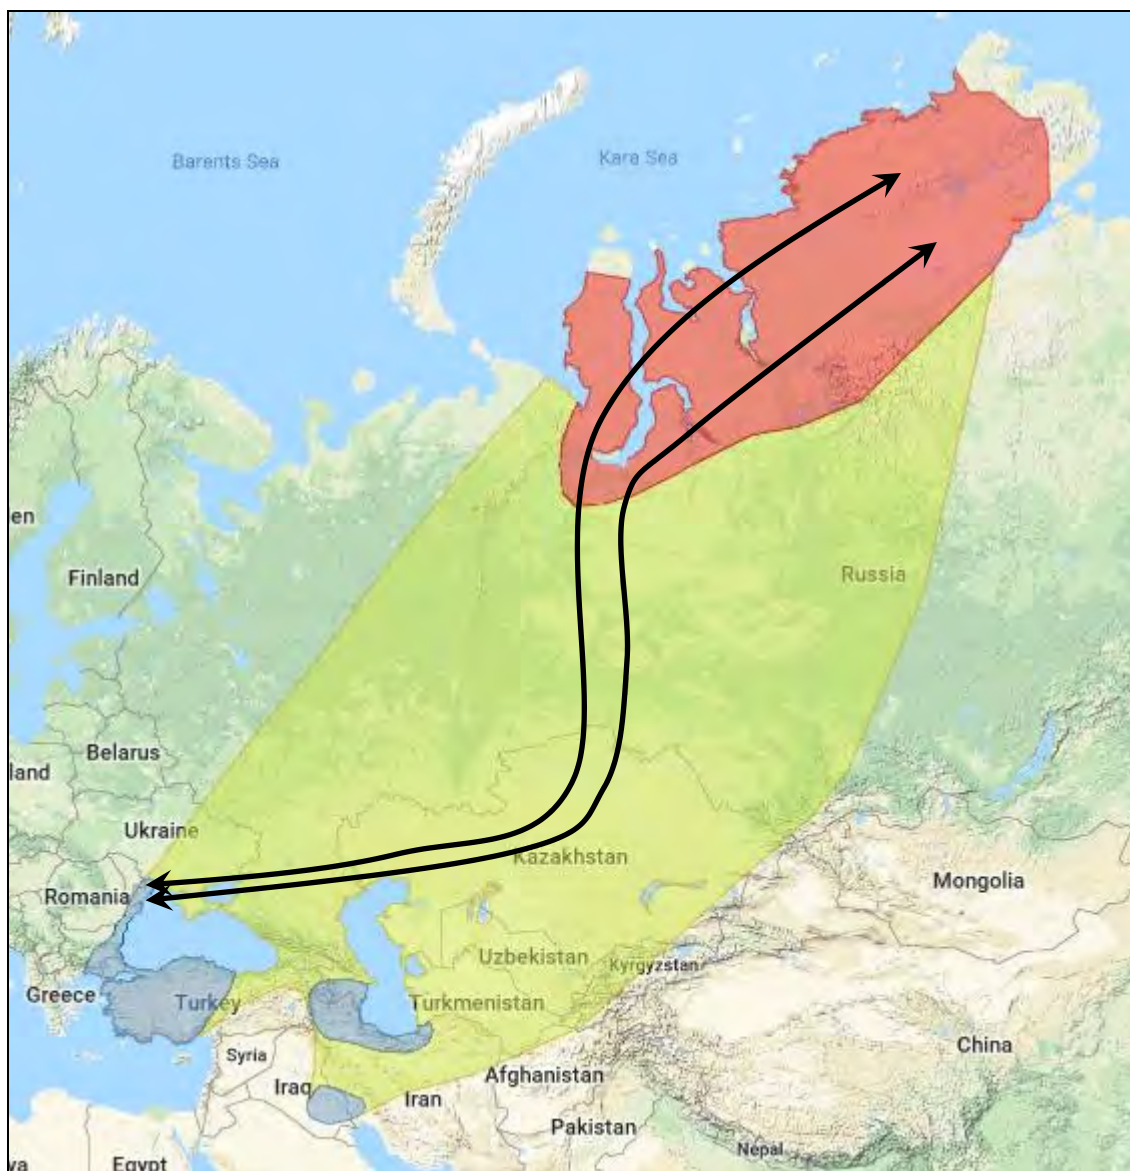 Barents Sea
Kara Sea
en
Finland
Russia
Belarus
land
Ukraine
Kazakhstan
Romania
Mongolia
Uzbekistan
Kyrgyzstan
Greece
Turkey
Turkmenistan
Syria
China
Iraq
Afghanistan
Iran
Pakistan
Nepal
ya
Egypt